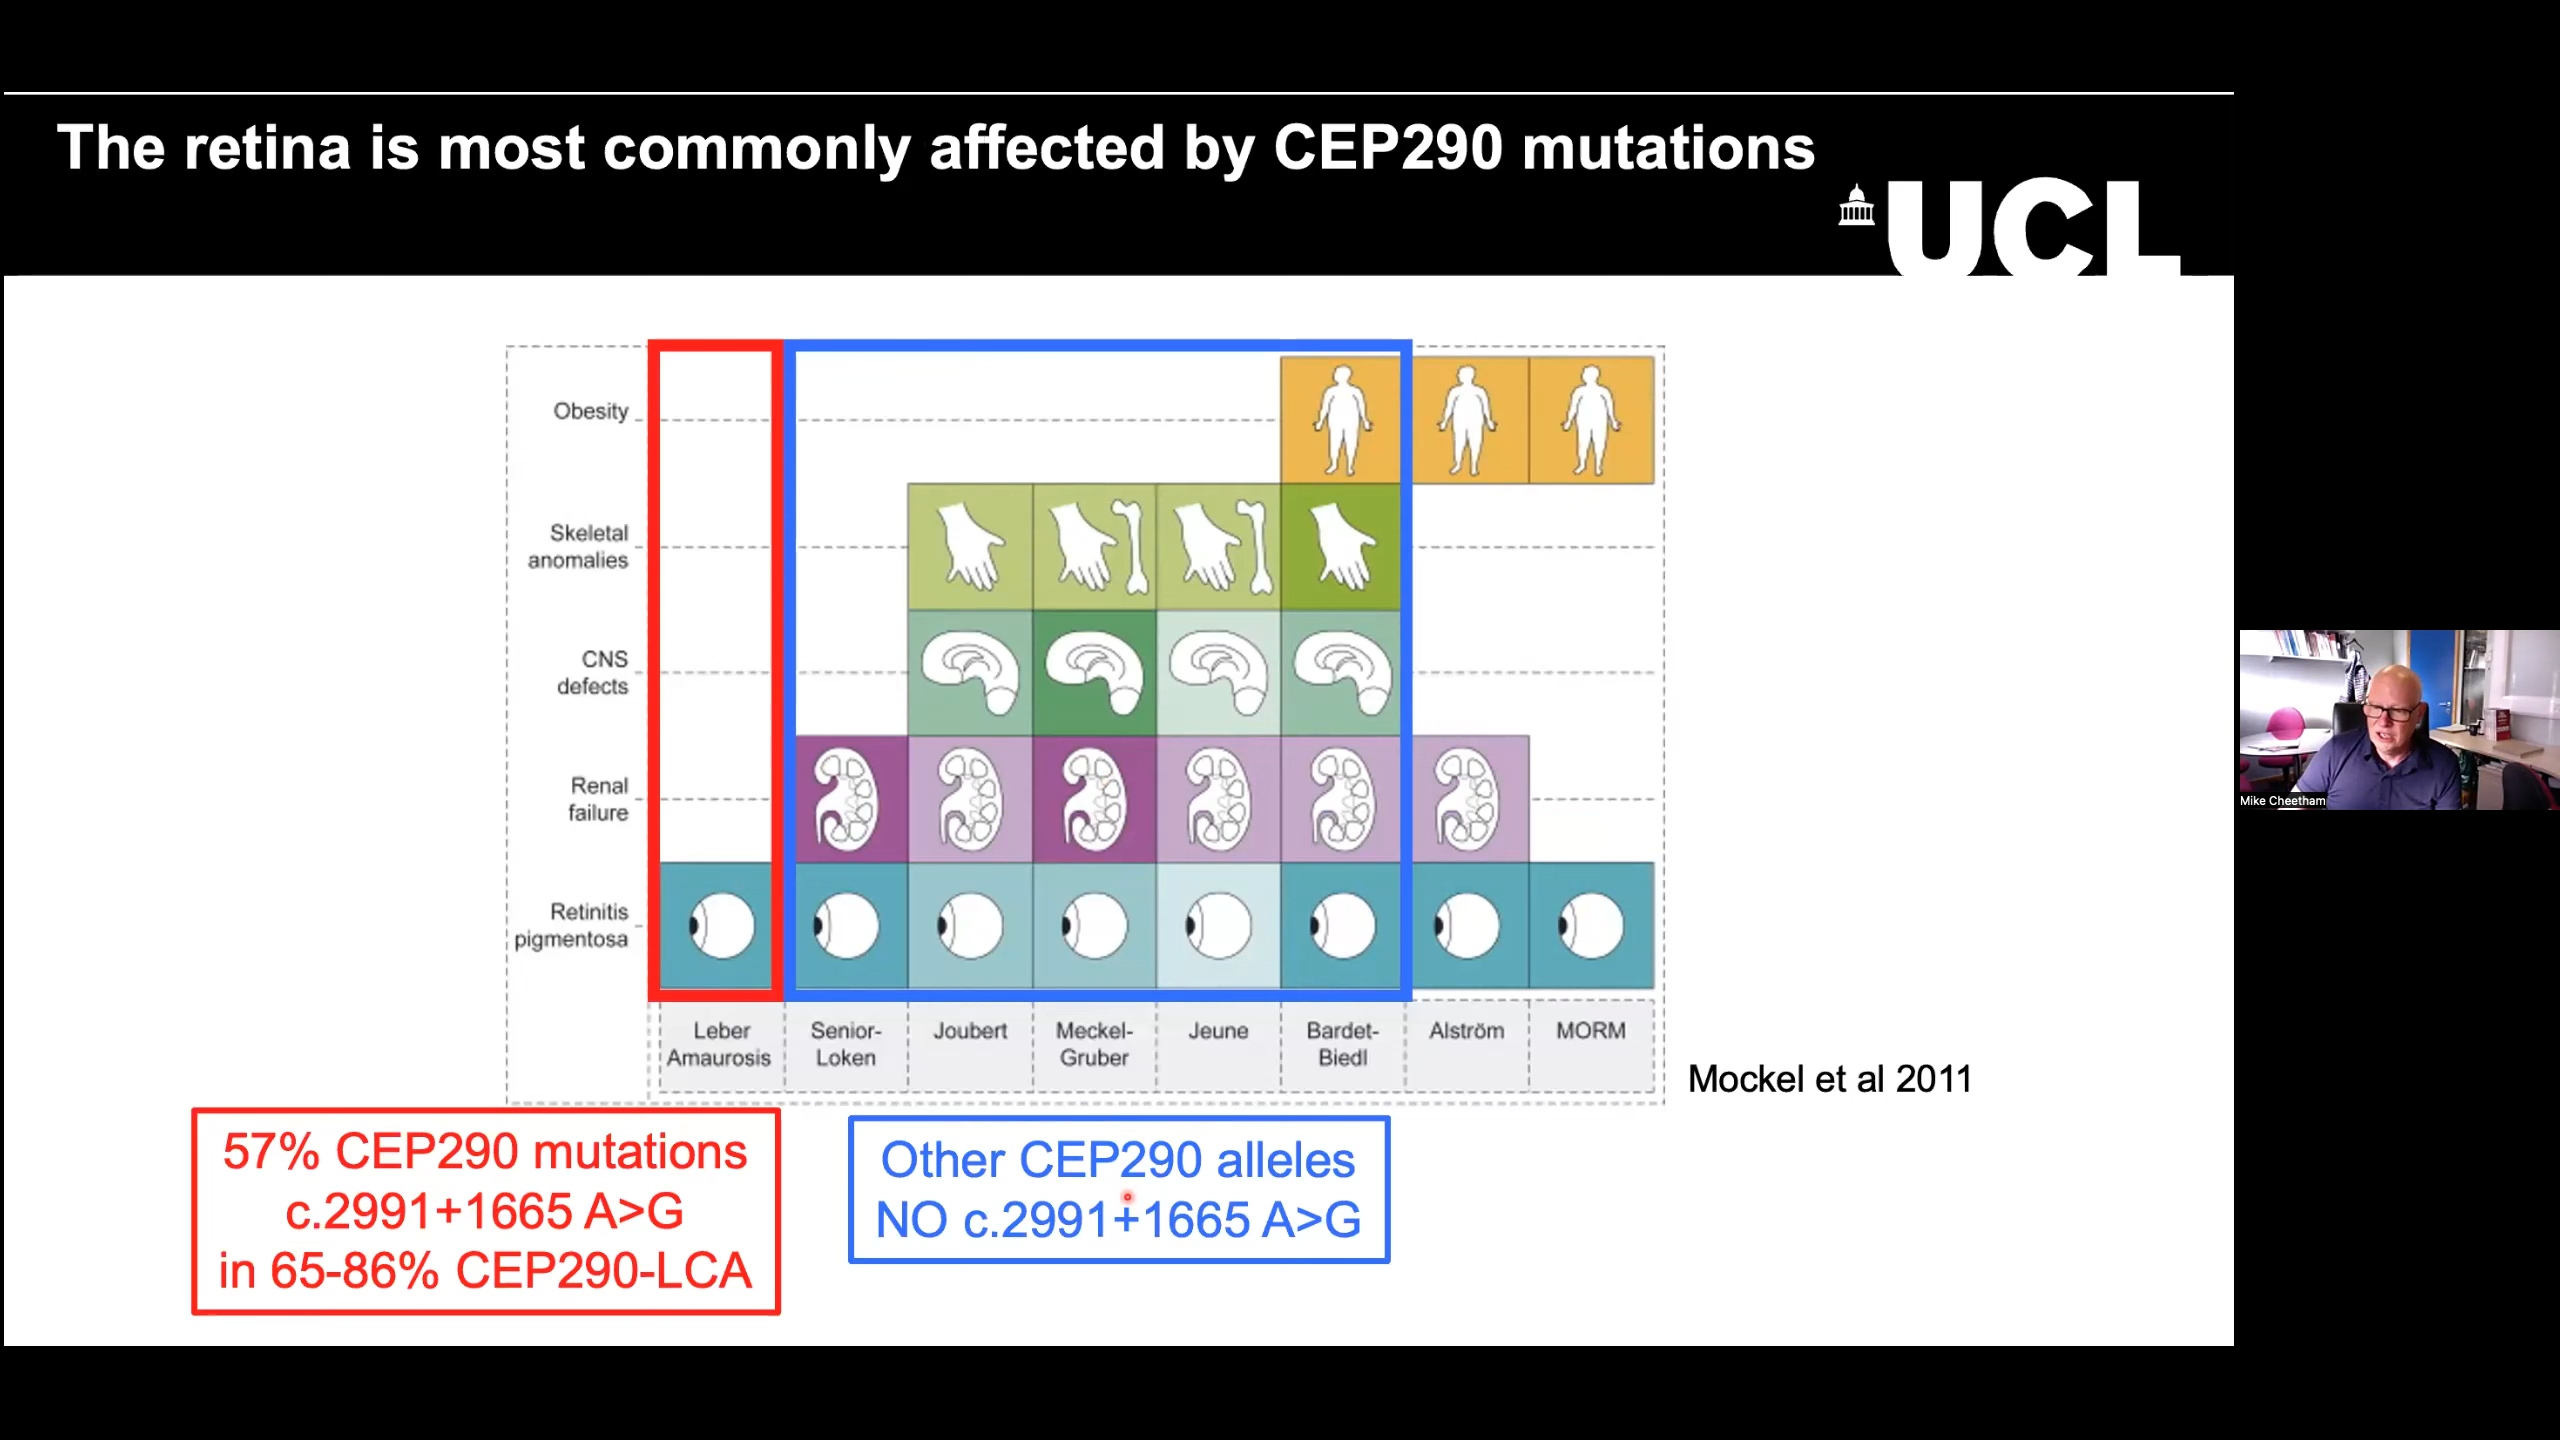 The retina is most commonly affected by CEP290 mutations
UCL
Obesity
Skeletal
anomalies
CNS
defects
Renal
failure
Retinitis
pigmentosa
Leber
Amaurosis
Senior-
Loken
Joubert
Meckel-
Gruber
Jeune
Bardet-
Biedl
Alström
MORM
Mockel et al 2011
57% CEP290 mutations
c.2991+1665 A>G
in 65-86% CEP290-LCA
Other CEP290 alleles
NO c.2991+1665 A>G
Mike Cheetham